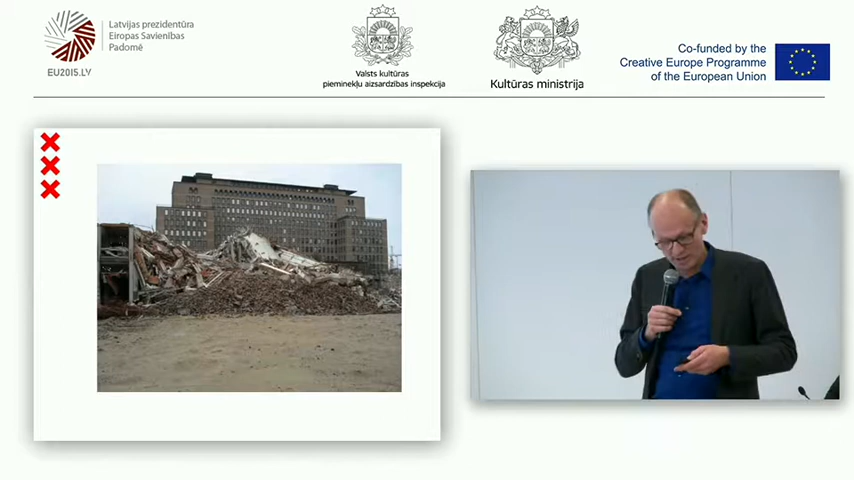 Latvijas prezidentūra
Eiropas Savienības
Padomē
EU2015.LV
Valsts kultūras
pieminekļu aizsardzības inspekcija
Kultūras ministrija
Co-funded by the
Creative Europe Programme
of the European Union